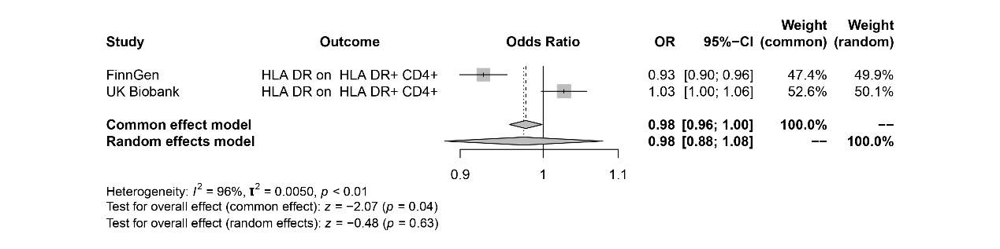 Weight Weight
Study Outcome Odds Ratio OR 95%−CI (common) (random)
FinnGen HLA DR on HLA DR+ CD4+ 0.93 [0.90; 0.96] 47.4% 49.9%
UK Biobank HLA DR on HLA DR+ CD4+ 1.03 [1.00; 1.06] 52.6% 50.1%
Common effect model 0.98 [0.96; 1.00] 100.0% −−
Random effects model 0.98 [0.88; 1.08] −− 100.0%
0.9 1 1.1
Heterogeneity: I² = 96%, τ² = 0.0050, p < 0.01
Test for overall effect (common effect): z = −2.07 (p = 0.04)
Test for overall effect (random effects): z = −0.48 (p = 0.63)